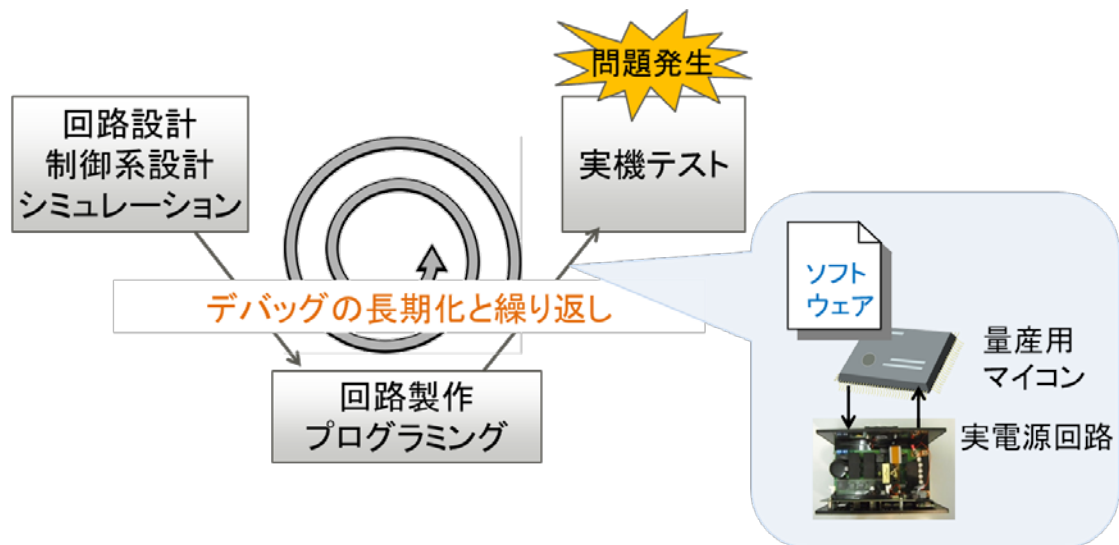 問題発生
回路設計
制御系設計
シミュレーション
実機テスト
デバッグの長期化と繰り返し
回路製作
プログラミング
ソフト
ウェア
量産用
マイコン
実電源回路